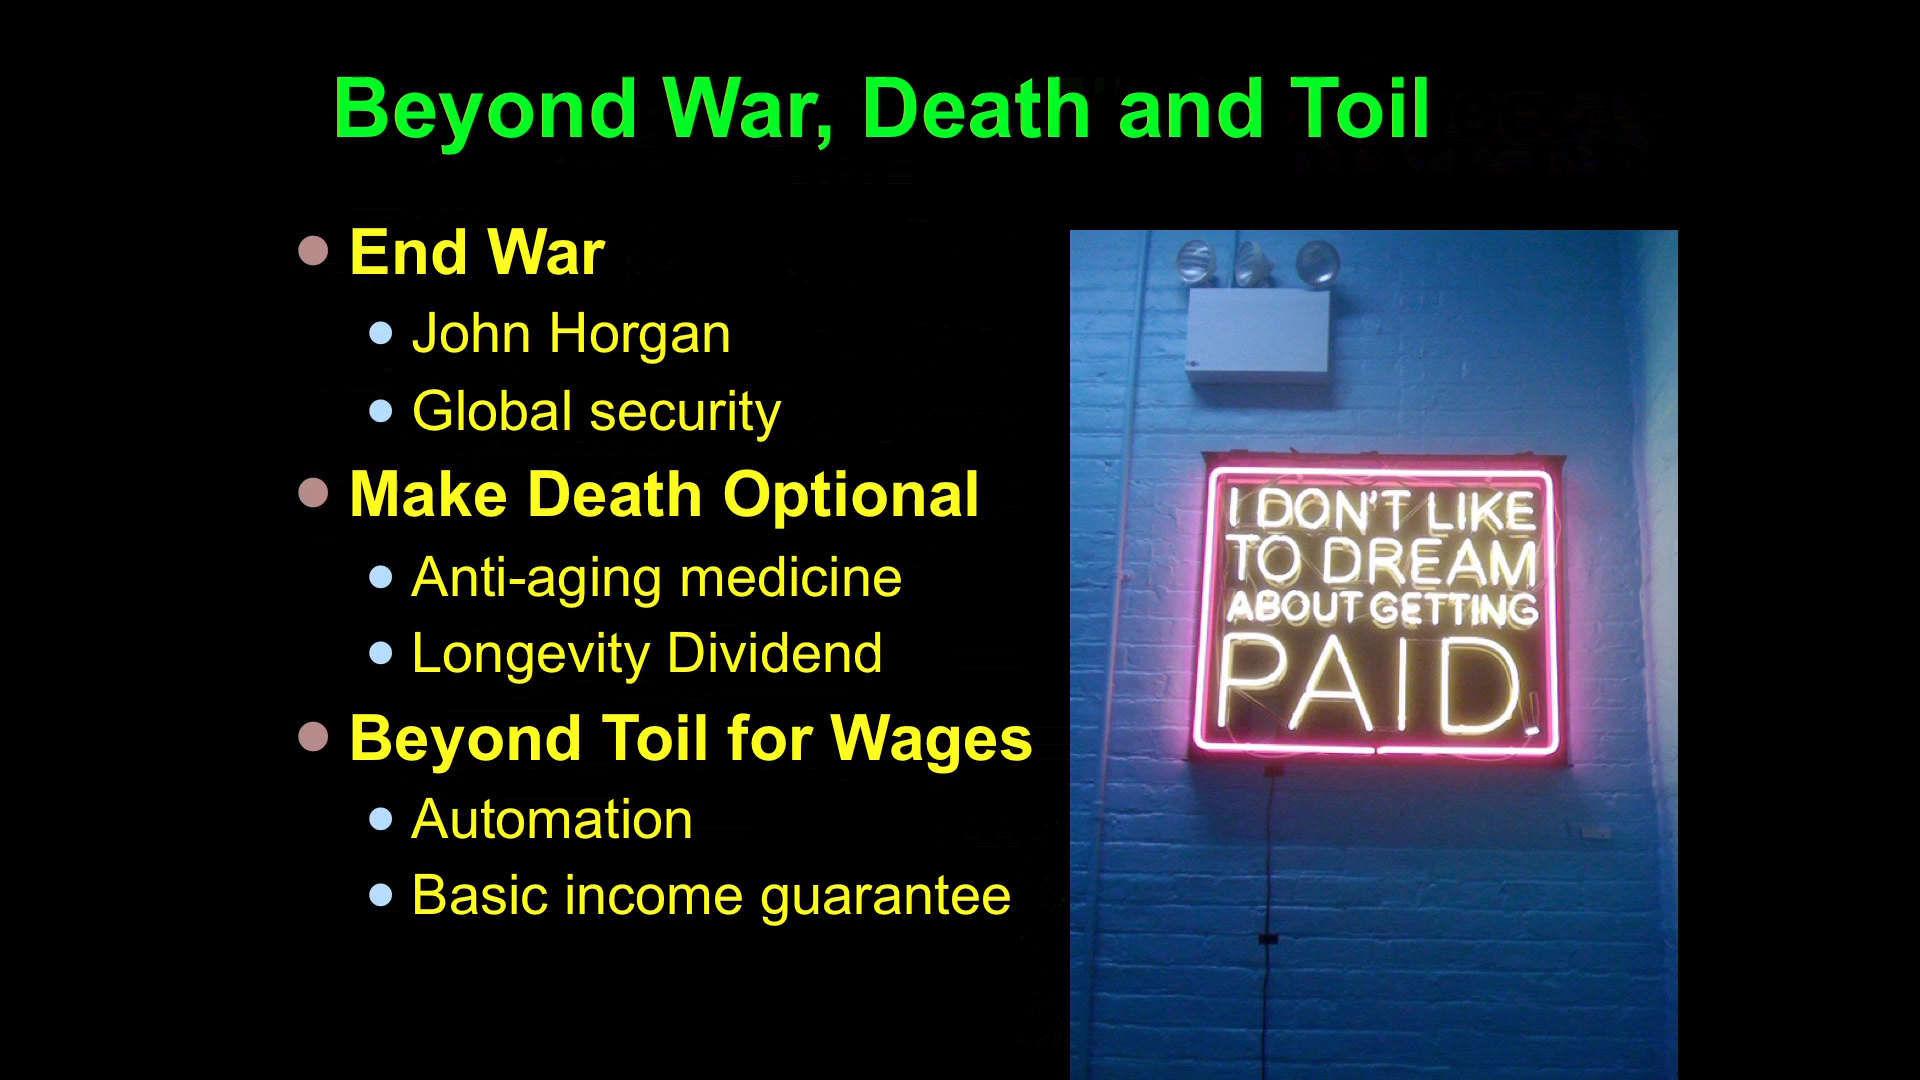 Beyond War, Death and Toil
End War
John Horgan
Global security
Make Death Optional
Anti-aging medicine
Longevity Dividend
Beyond Toil for Wages
Automation
Basic income guarantee
I DON'T LIKE
TO DREAM
ABOUT GETTING
PAID.